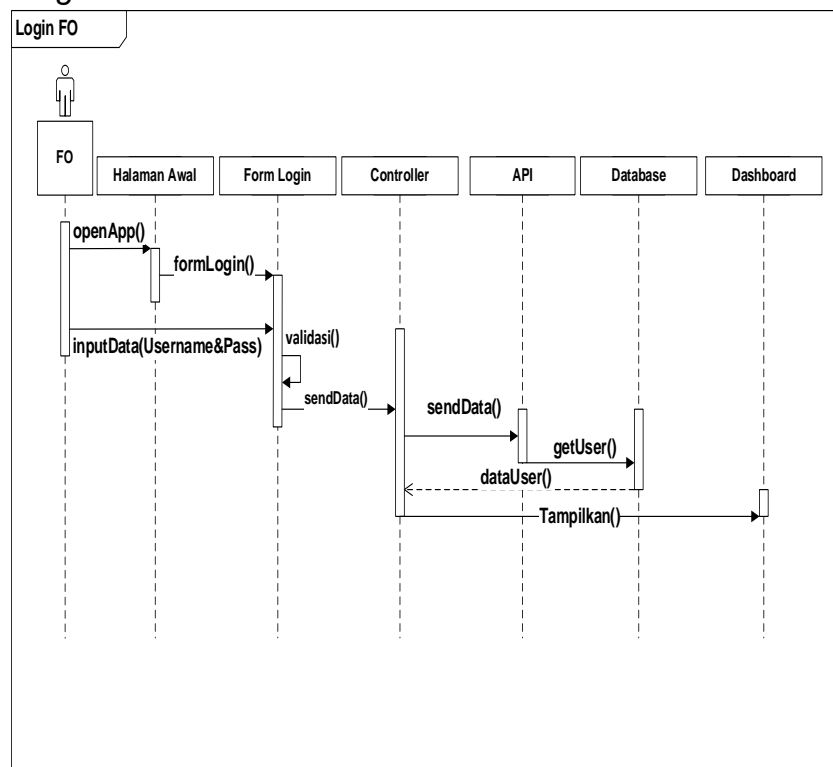 Login FO
FO
Halaman Awal
Form Login
Controller
API
Database
Dashboard
openApp()
formLogin()
inputData(Username&Pass)
validasi()
sendData()
sendData()
getUser()
dataUser()
Tampilkan()